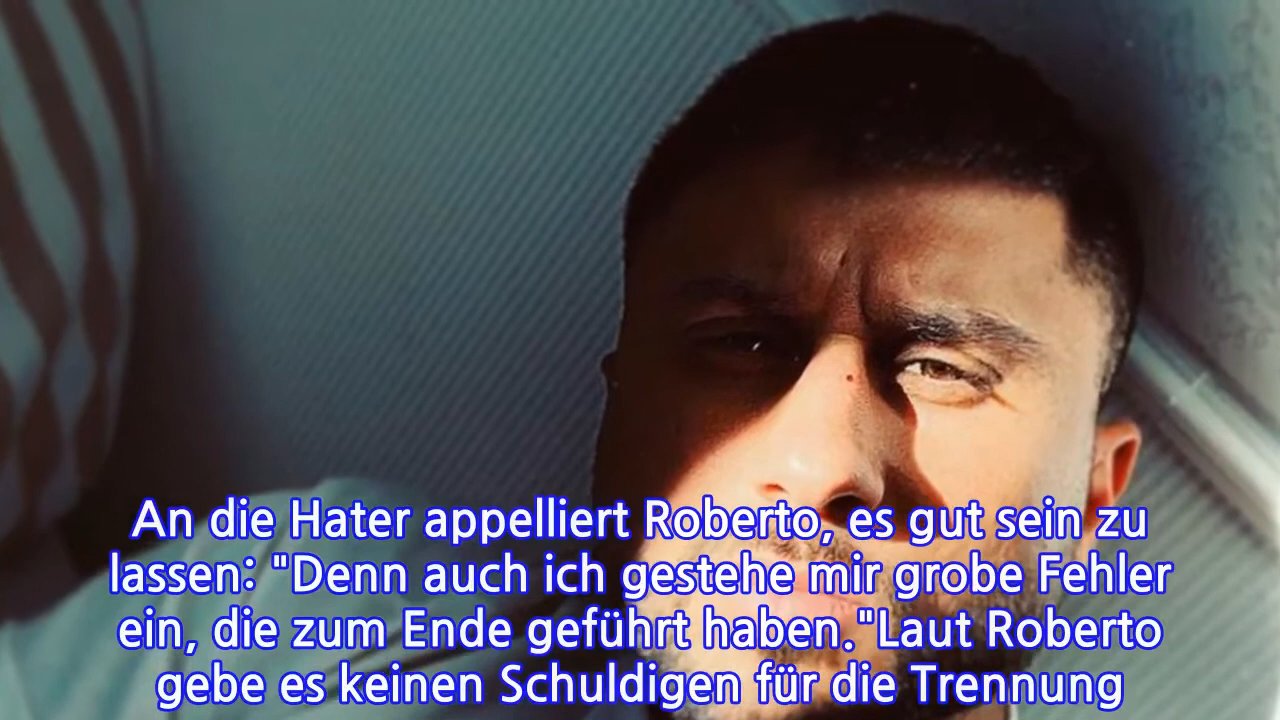 An die Hater appelliert Roberto, es gut sein zu
lassen: "Denn auch ich gestehe mir grobe Fehler
ein, die zum Ende geführt haben."Laut Roberto
gebe es keinen Schuldigen für die Trennung